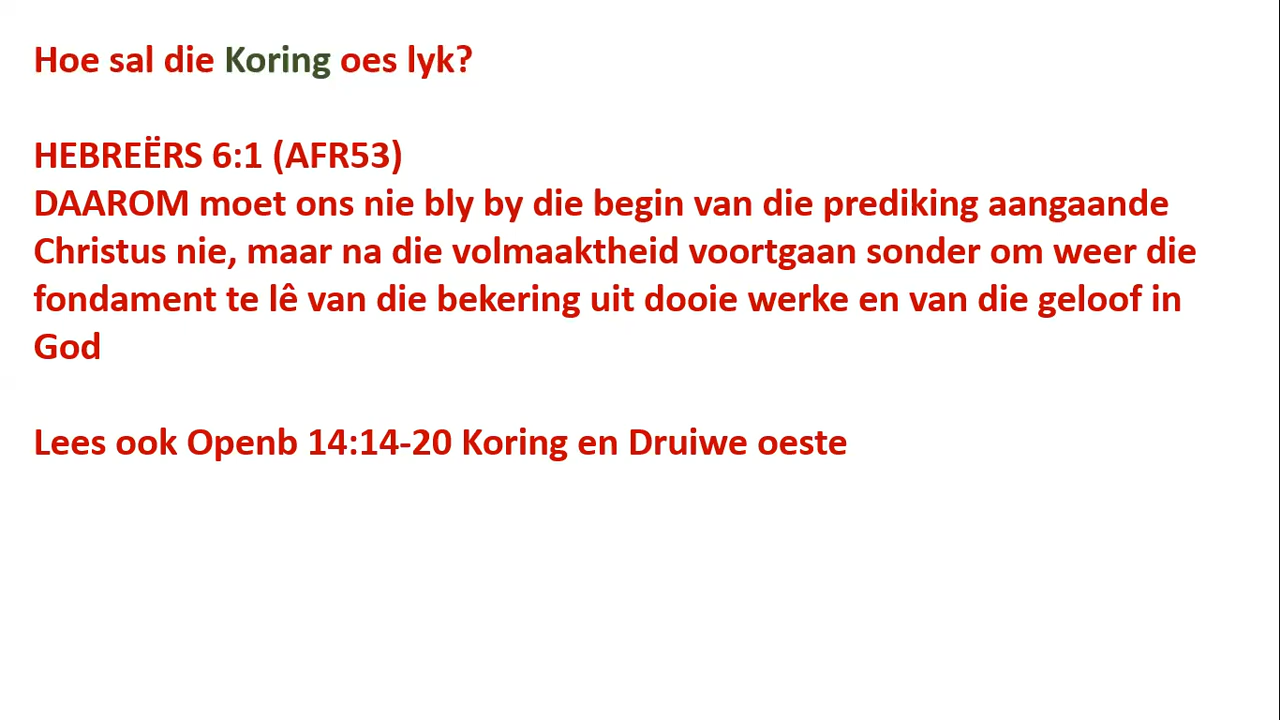 Hoe sal die Koring oes lyk?
HEBREËRS 6:1 (AFR53)
DAAROM moet ons nie bly by die begin van die prediking aangaande
Christus nie, maar na die volmaaktheid voortgaan sonder om weer die
fondament te lê van die bekering uit dooie werke en van die geloof in
God
Lees ook Openb 14:14-20 Koring en Druiwe oeste